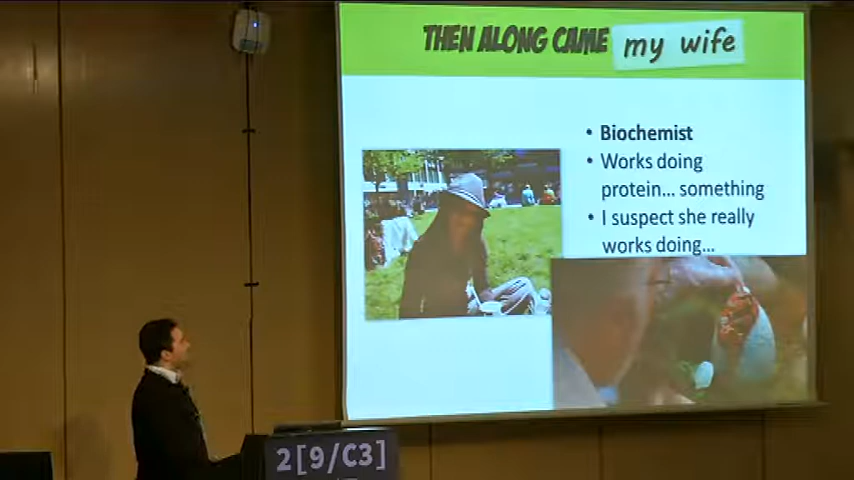 THEN ALONG CAME my wife
• Biochemist
• Works doing
protein... something
• I suspect she really
works doing...
2[9/C3]